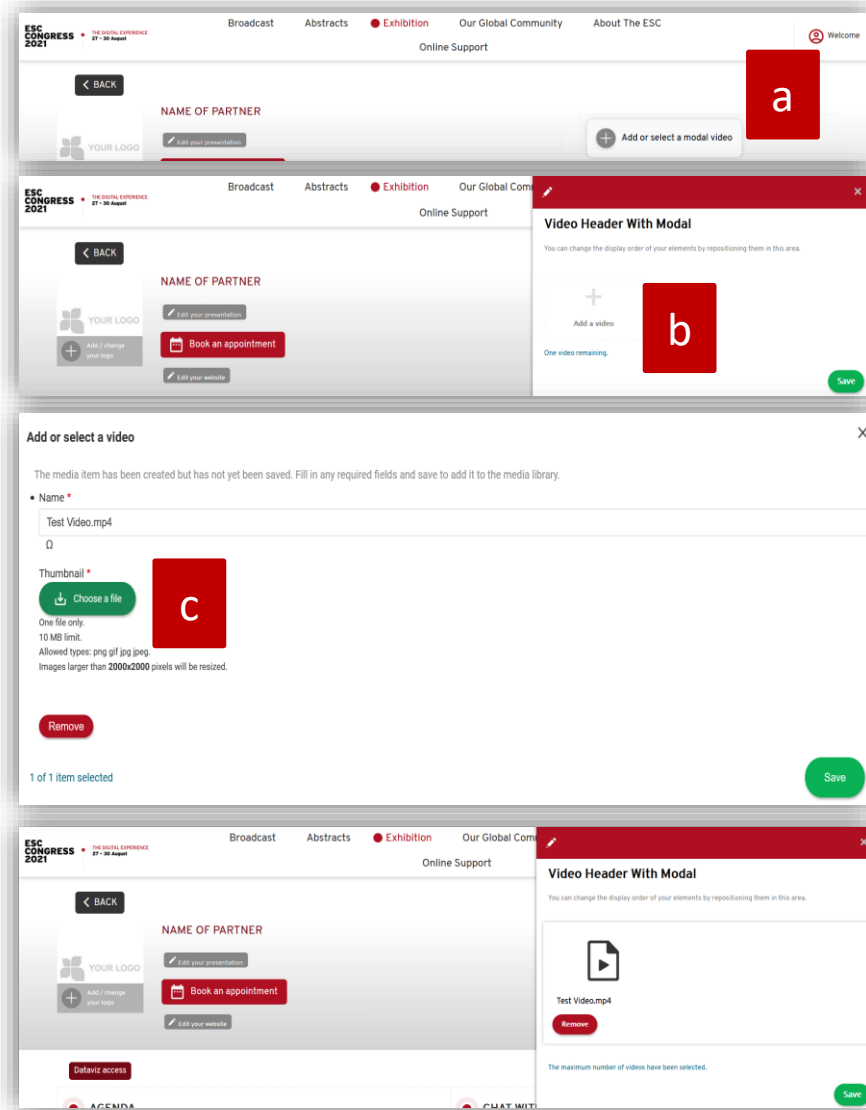 Broadcast Abstracts Exhibition Our Global Community About The ESC
ESC
CONGRESS
2021
THE DIGITAL EXPERIENCE
27 - 30 August
Online Support
Welcome
BACK
NAME OF PARTNER
YOUR LOGO
Edit your presentation
Add or select a modal video
a
Broadcast Abstracts Exhibition Our Global Com
ESC
CONGRESS
2021
THE DIGITAL EXPERIENCE
27 - 30 August
Online Support
BACK
NAME OF PARTNER
YOUR LOGO
Add / change
your logo
Edit your presentation
Book an appointment
Edit your website
×
Video Header With Modal
You can change the display order of your elements by repositioning them in this area.
+
Add a video
One video remaining.
b
Save
Add or select a video
X
The media item has been created but has not yet been saved. Fill in any required fields and save to add it to the media library.
• Name *
Test Video.mp4
Ω
Thumbnail *
Choose a file
c
One file only.
10 MB limit.
Allowed types: png gif jpg jpeg.
Images larger than 2000x2000 pixels will be resized.
Remove
1 of 1 item selected
Save
Broadcast Abstracts Exhibition Our Global Com
ESC
CONGRESS
2021
THE DIGITAL EXPERIENCE
27 - 30 August
Online Support
BACK
NAME OF PARTNER
YOUR LOGO
Add / change
your logo
Edit your presentation
Book an appointment
Edit your website
Dataviz access
AGENDA
CHAT WIT
×
Video Header With Modal
You can change the display order of your elements by repositioning them in this area.
Test Video.mp4
Remove
The maximum number of videos have been selected.
Save